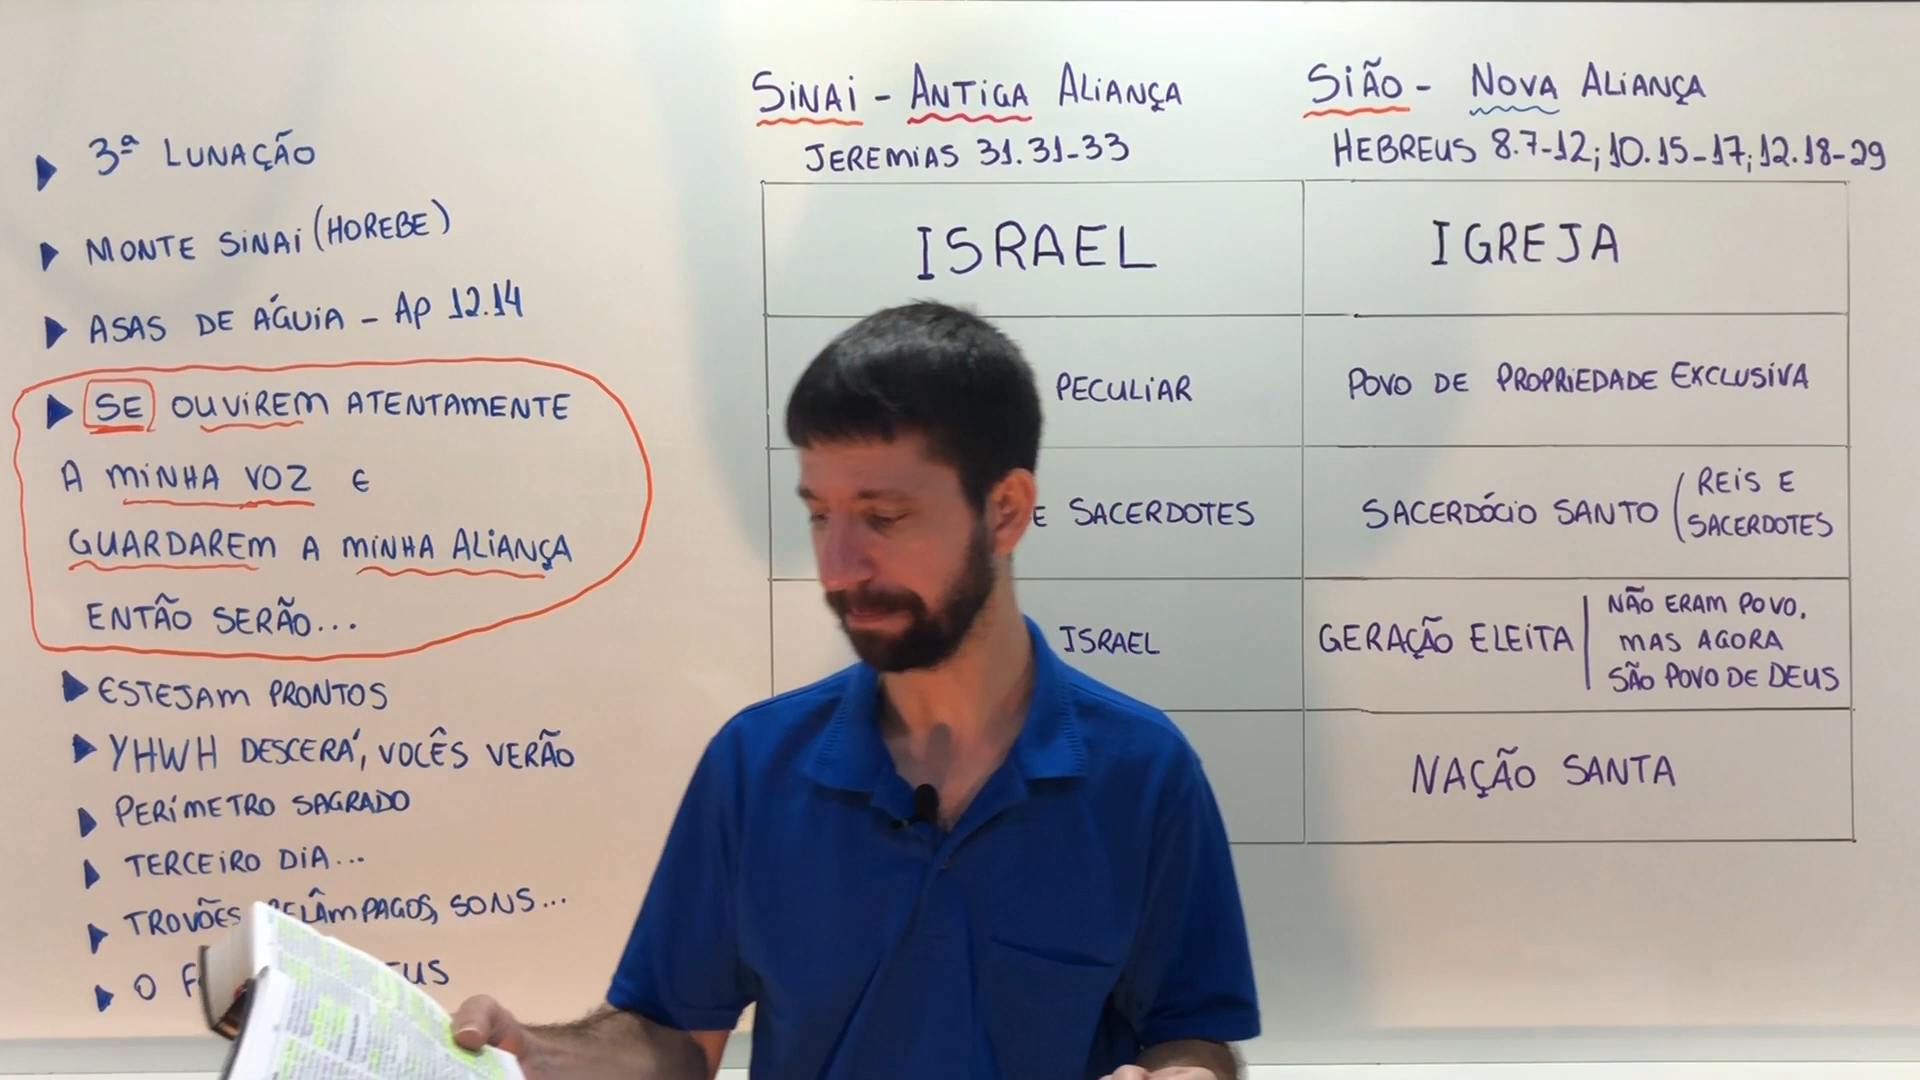 3ª LUNAÇÃO
MONTE SINAI (HOREBE)
ASAS DE ÁGUIA - AP 12.14
SE OUVIREM ATENTAMENTE
A MINHA VOZ E
GUARDAREM A MINHA ALIANÇA
ENTÃO SERÃO...
ESTEJAM PRONTOS
YHWH DESCERÁ, VOCÊS VERÃO
PERÍMETRO SAGRADO
TERCEIRO DIA...
TROVÕES, RELÂMPAGOS, SONS...
O
SINAI - ANTIGA ALIANÇA
JEREMIAS 31.31-33
SIÃO - NOVA ALIANÇA
HEBREUS 8.7-12; 10.15-17; 12.18-29
ISRAEL
IGREJA
PECULIAR
POVO DE PROPRIEDADE EXCLUSIVA
E SACERDOTES
SACERDÓCIO SANTO (REIS E
SACERDOTES
ISRAEL
GERAÇÃO ELEITA
NÃO ERAM POVO,
MAS AGORA
SÃO POVO DE DEUS
NAÇÃO SANTA